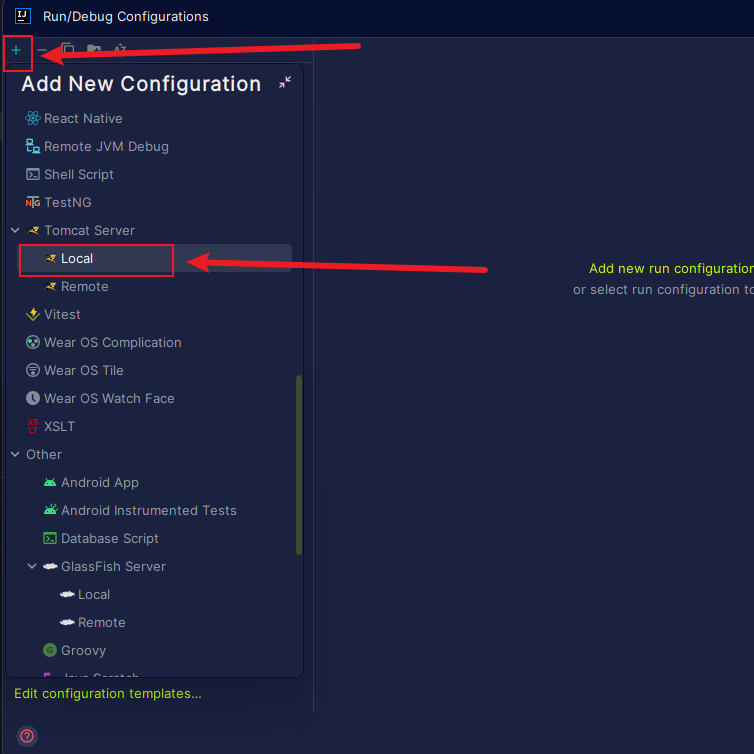 Run/Debug Configurations
Add New Configuration
React Native
Remote JVM Debug
Shell Script
TestNG
Tomcat Server
Local
Remote
Vitest
Wear OS Complication
Wear OS Tile
Wear OS Watch Face
XSLT
Other
Android App
Android Instrumented Tests
Database Script
GlassFish Server
Local
Remote
Groovy
Java Scratch
Edit configuration templates...
Add new run configuration
or select run configuration to